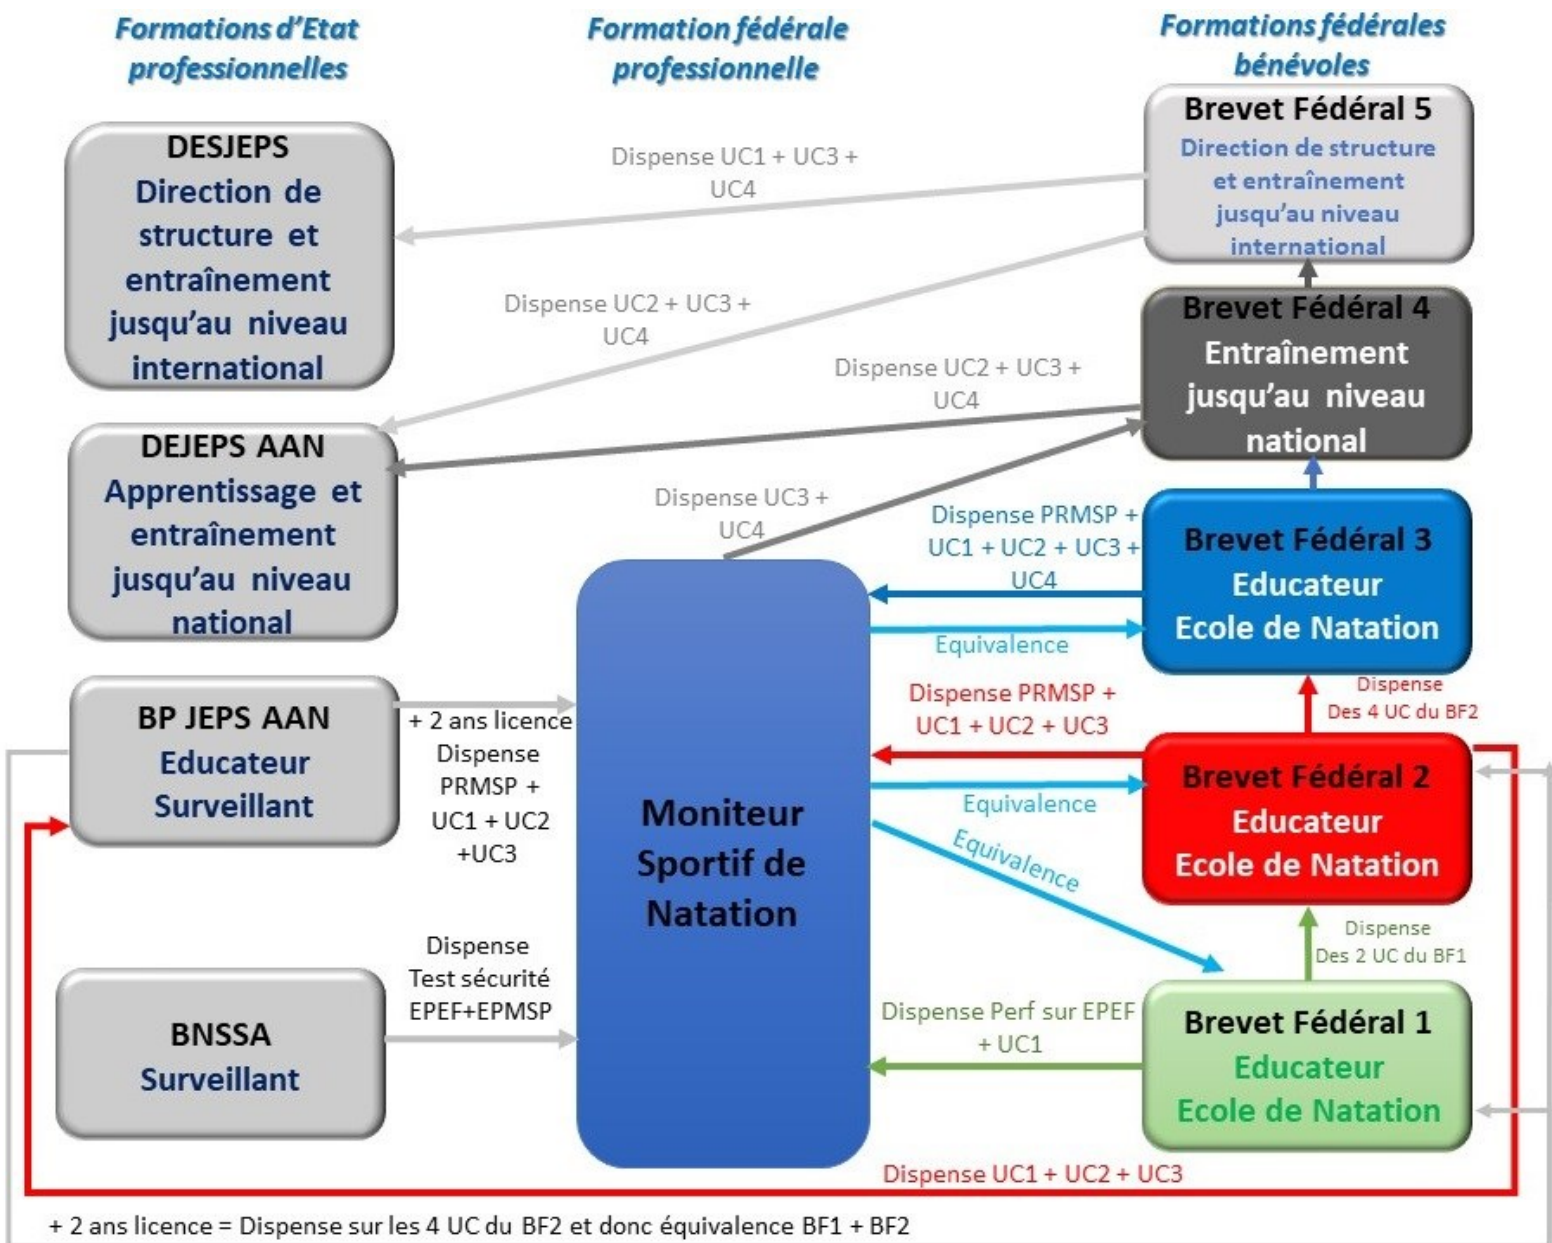 Formations d'Etat
professionnelles
Formation fédérale
professionnelle
Formations fédérales
bénévoles
DESJEPS
Direction de
structure et
entraînement
jusqu'au niveau
international
Dispense UC1 + UC3 +
UC4
Brevet Fédéral 5
Direction de structure
et entraînement
jusqu'au niveau
international
Dispense UC2 + UC3 +
UC4
Brevet Fédéral 4
Entraînement
jusqu'au niveau
national
Dispense UC2 + UC3 +
UC4
DEJEPS AAN
Apprentissage et
entraînement
jusqu'au niveau
national
Dispense UC3 +
UC4
Dispense PRMSP +
UC1 + UC2 + UC3 +
UC4
Equivalence
Brevet Fédéral 3
Educateur
Ecole de Natation
BP JEPS AAN
Educateur
Surveillant
+ 2 ans licence
Dispense
PRMSP +
UC1 + UC2
+UC3
Moniteur
Sportif de
Natation
Dispense PRMSP +
UC1 + UC2 + UC3
Equivalence
Equivalence
Dispense
Des 4 UC du BF2
Brevet Fédéral 2
Educateur
Ecole de Natation
Dispense
Des 2 UC du BF1
BNSSA
Surveillant
Dispense
Test sécurité
EPEF+EPMSP
Dispense Perf sur EPEF
+ UC1
Brevet Fédéral 1
Educateur
Ecole de Natation
Dispense UC1 + UC2 + UC3
+ 2 ans licence = Dispense sur les 4 UC du BF2 et donc équivalence BF1 + BF2